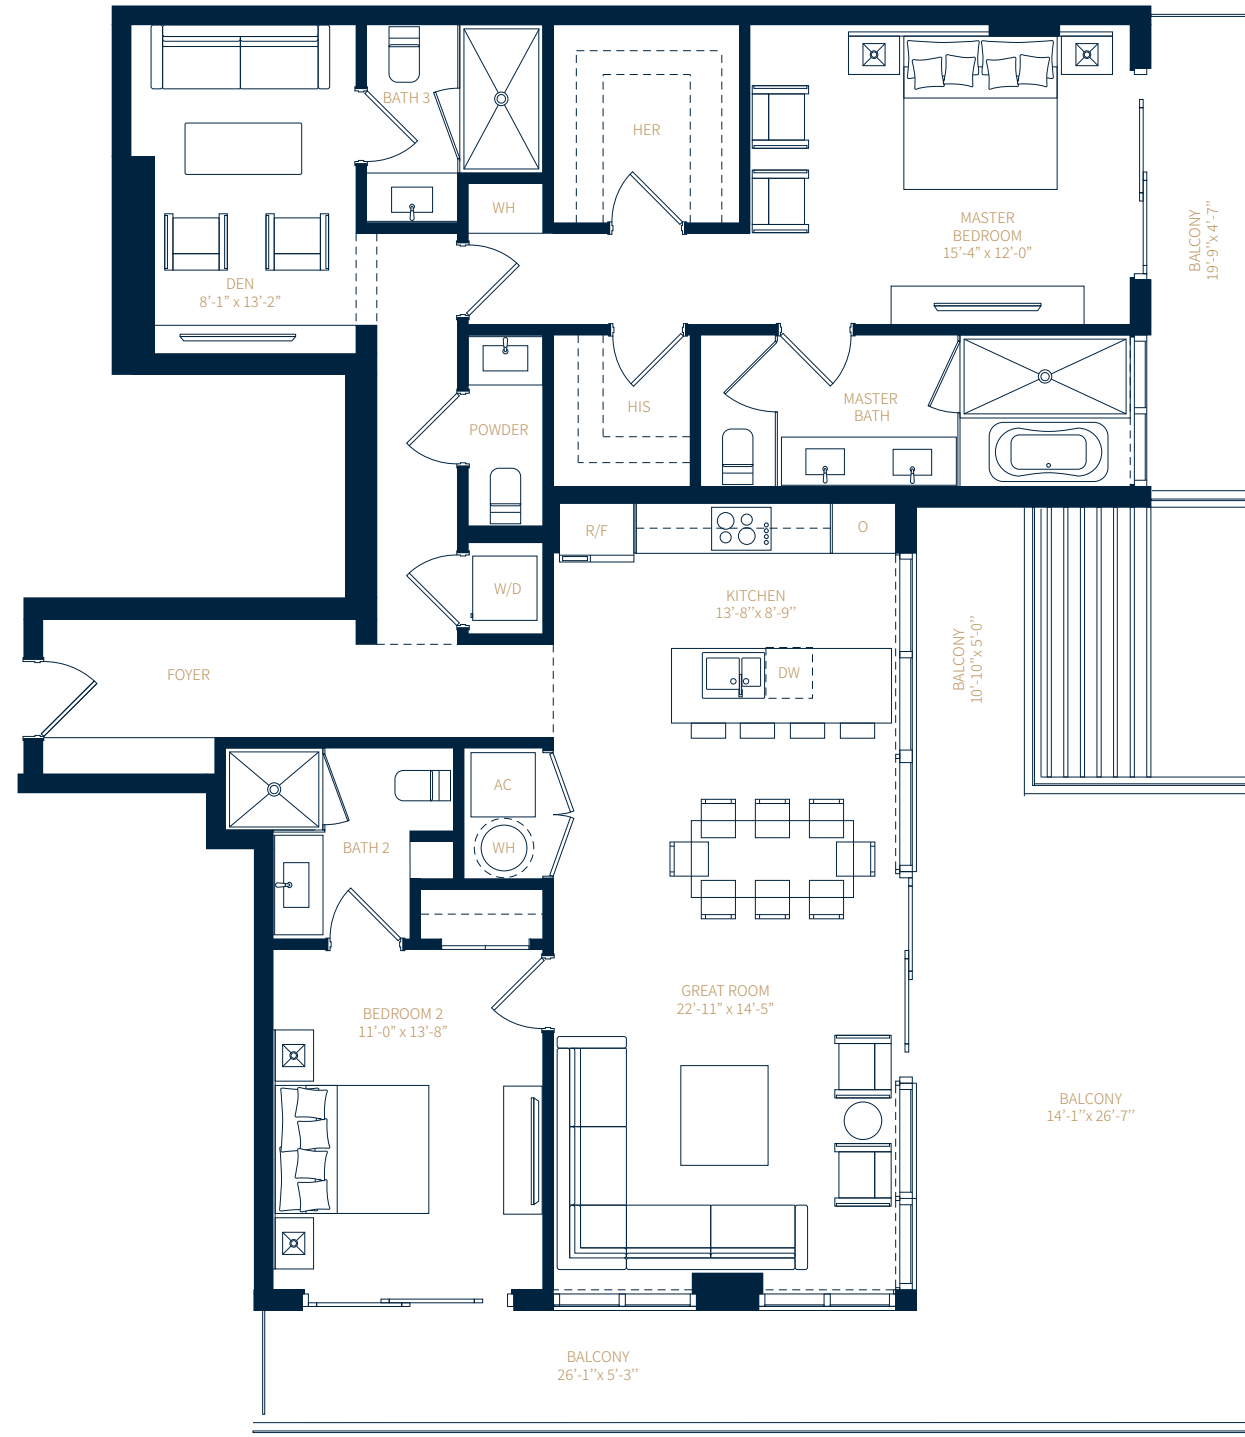 BATH 3
HER
WH
MASTER
BEDROOM
15'-4" x 12'-0"
BALCONY
19'-9''x 4'-7"
DEN
8'-1" x 13'-2"
HIS
MASTER
BATH
POWDER
R/F
O
W/D
KITCHEN
13'-8''x 8'-9''
BALCONY
10'-10''x 5'-0''
FOYER
DW
AC
WH
BATH 2
GREAT ROOM
22'-11" x 14'-5"
BEDROOM 2
11'-0" x 13'-8"
BALCONY
14'-1''x 26'-7''
BALCONY
26'-1''x 5'-3''